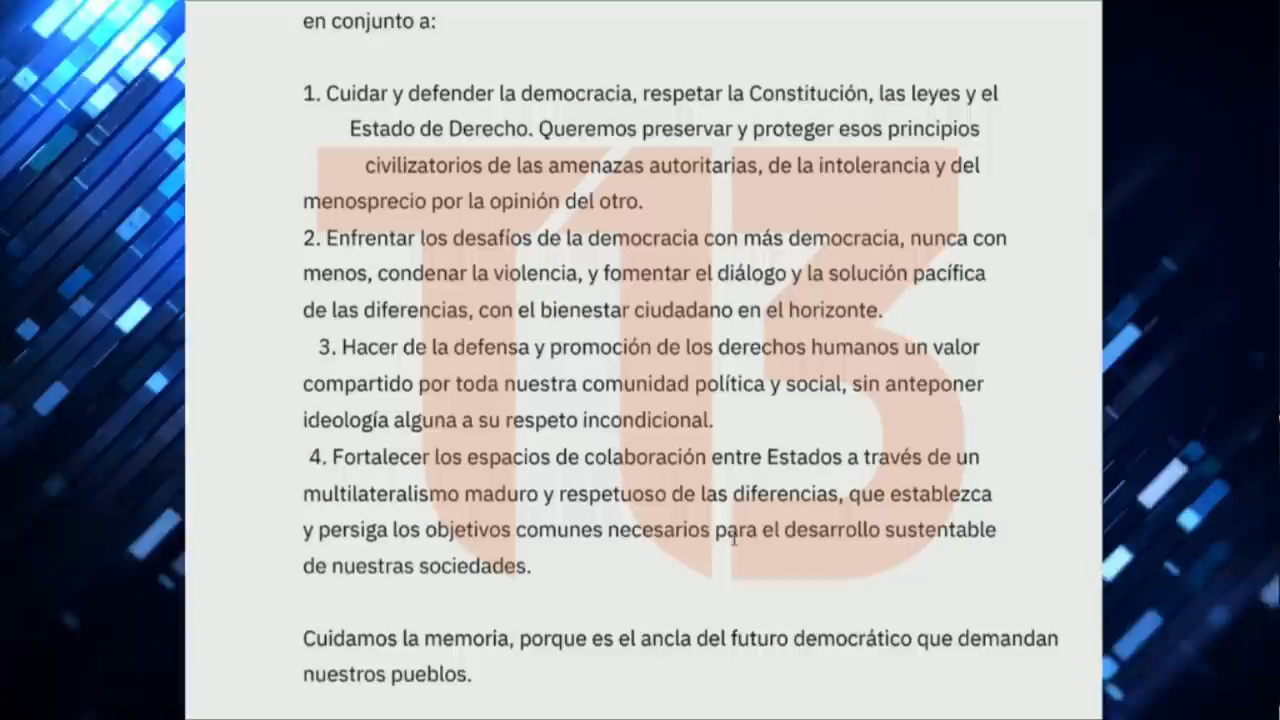 en conjunto a:
1. Cuidar y defender la democracia, respetar la Constitución, las leyes y el
Estado de Derecho. Queremos preservar y proteger esos principios
civilizatorios de las amenazas autoritarias, de la intolerancia y del
menosprecio por la opinión del otro.
2. Enfrentar los desafíos de la democracia con más democracia, nunca con
menos, condenar la violencia, y fomentar el diálogo y la solución pacífica
de las diferencias, con el bienestar ciudadano en el horizonte.
3. Hacer de la defensa y promoción de los derechos humanos un valor
compartido por toda nuestra comunidad política y social, sin anteponer
ideología alguna a su respeto incondicional.
4. Fortalecer los espacios de colaboración entre Estados a través de un
multilateralismo maduro y respetuoso de las diferencias, que establezca
y persiga los objetivos comunes necesarios para el desarrollo sustentable
de nuestras sociedades.
Cuidamos la memoria, porque es el ancla del futuro democrático que demandan
nuestros pueblos.
T13